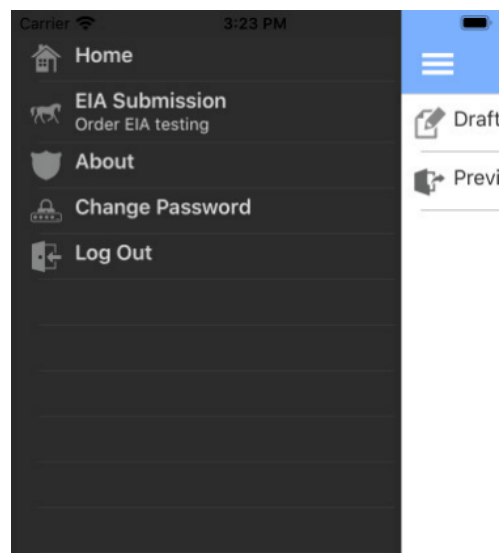 Carrier 3:23 PM
Home
EIA Submission
Order EIA testing
About
Change Password
Log Out
Draft
Previ